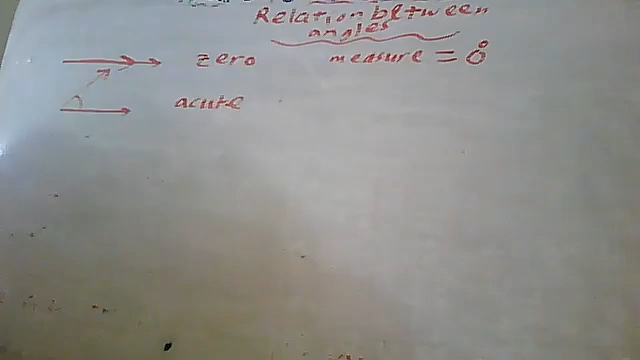 Relation between
angles
zero measure = 0°
acute